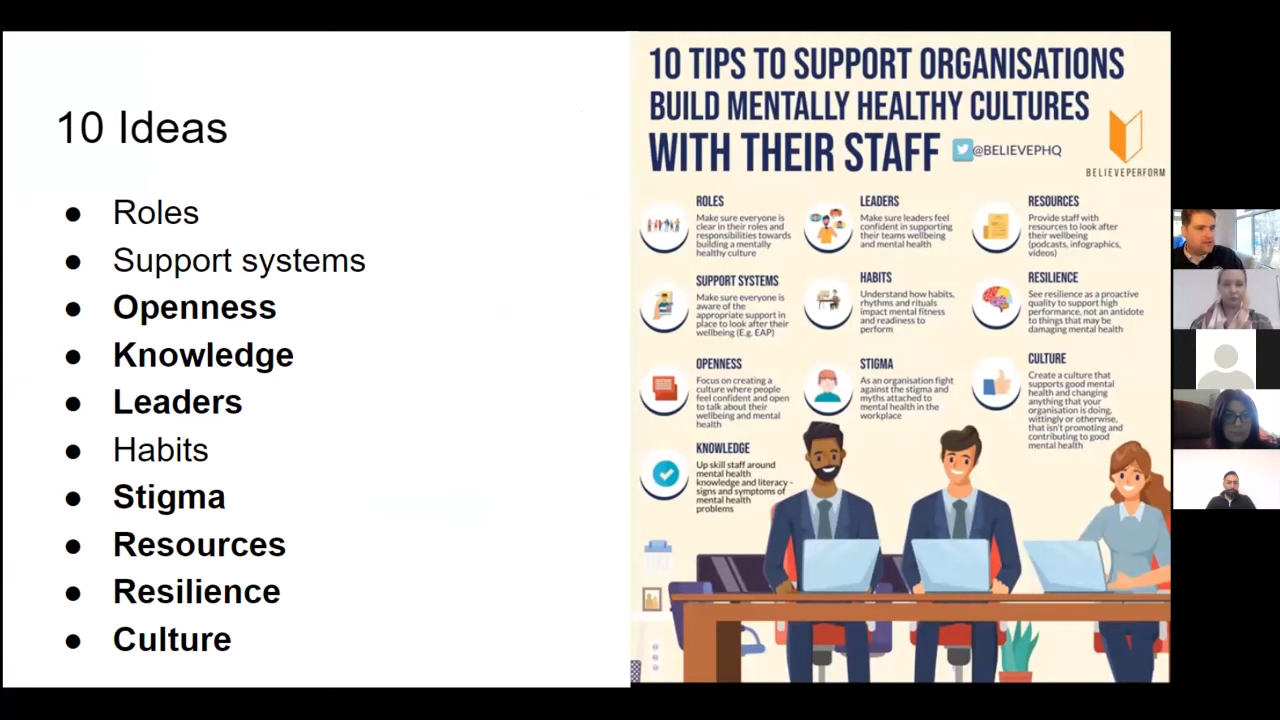 10 Ideas
● Roles
● Support systems
● Openness
● Knowledge
● Leaders
● Habits
● Stigma
● Resources
● Resilience
● Culture
10 TIPS TO SUPPORT ORGANISATIONS
BUILD MENTALLY HEALTHY CULTURES
WITH THEIR STAFF
@BELIEVEPHQ
BELIEVEPERFORM
ROLES
Make sure everyone is
clear in their roles and
responsibilities towards
building a mentally
healthy culture
SUPPORT SYSTEMS
Make sure everyone is
aware of the
appropriate support in
place to look after their
wellbeing (E.g. EAP)
OPENNESS
Focus on creating a
culture where people
feel confident and open
to talk about their
wellbeing and mental
health
KNOWLEDGE
Up skill staff around
mental health
knowledge and literacy -
signs and symptoms of
mental health
problems
LEADERS
Make sure leaders feel
confident in supporting
their teams wellbeing
and mental health
HABITS
Understand how habits,
rhythms and rituals
impact mental fitness
and readiness to
perform
STIGMA
As an organisation fight
against the stigma and
myths attached to
mental health in the
workplace
RESOURCES
Provide staff with
resources to look after
their wellbeing
(podcasts, infographics,
videos)
RESILIENCE
See resilience as a proactive
quality to support high
performance, not an antidote
to things that may be
damaging mental health
CULTURE
Create a culture that
supports good mental
health and changing
anything that your
organisation is doing,
wittingly or otherwise,
that isn't promoting and
contributing to good
mental health